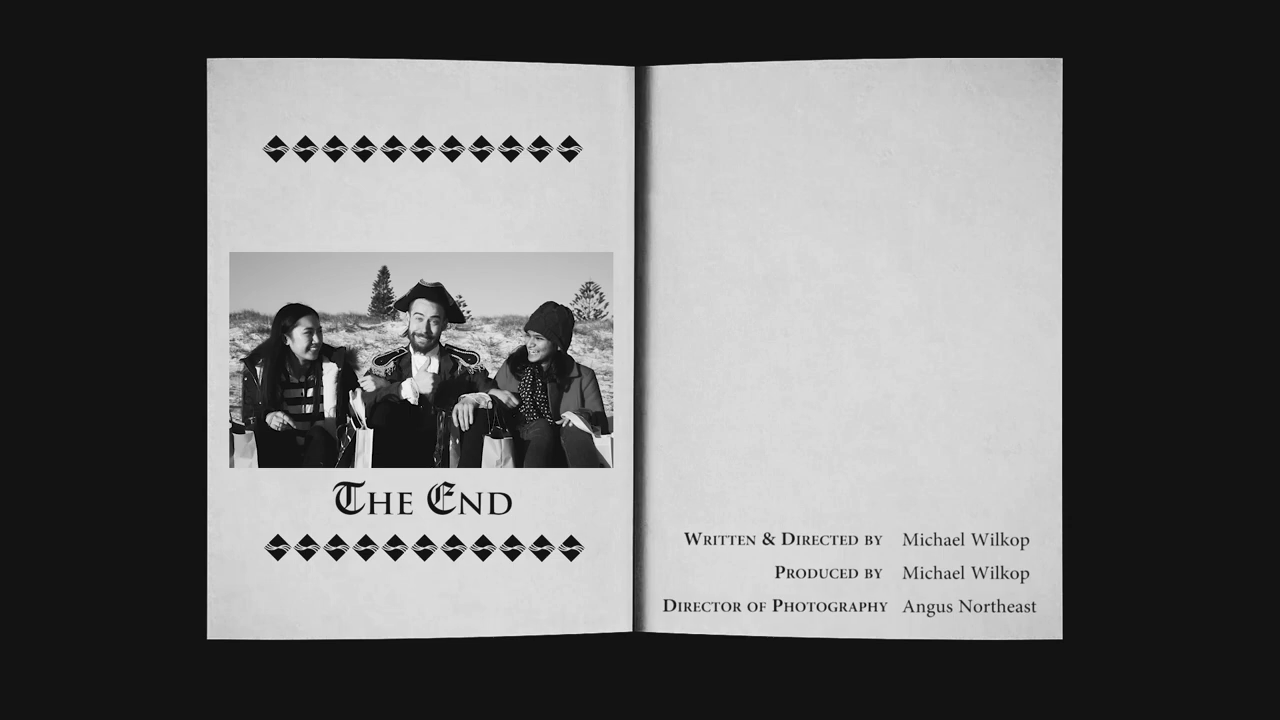 The End
Written & Directed by Michael Wilkop
Produced by Michael Wilkop
Director of Photography Angus Northeast